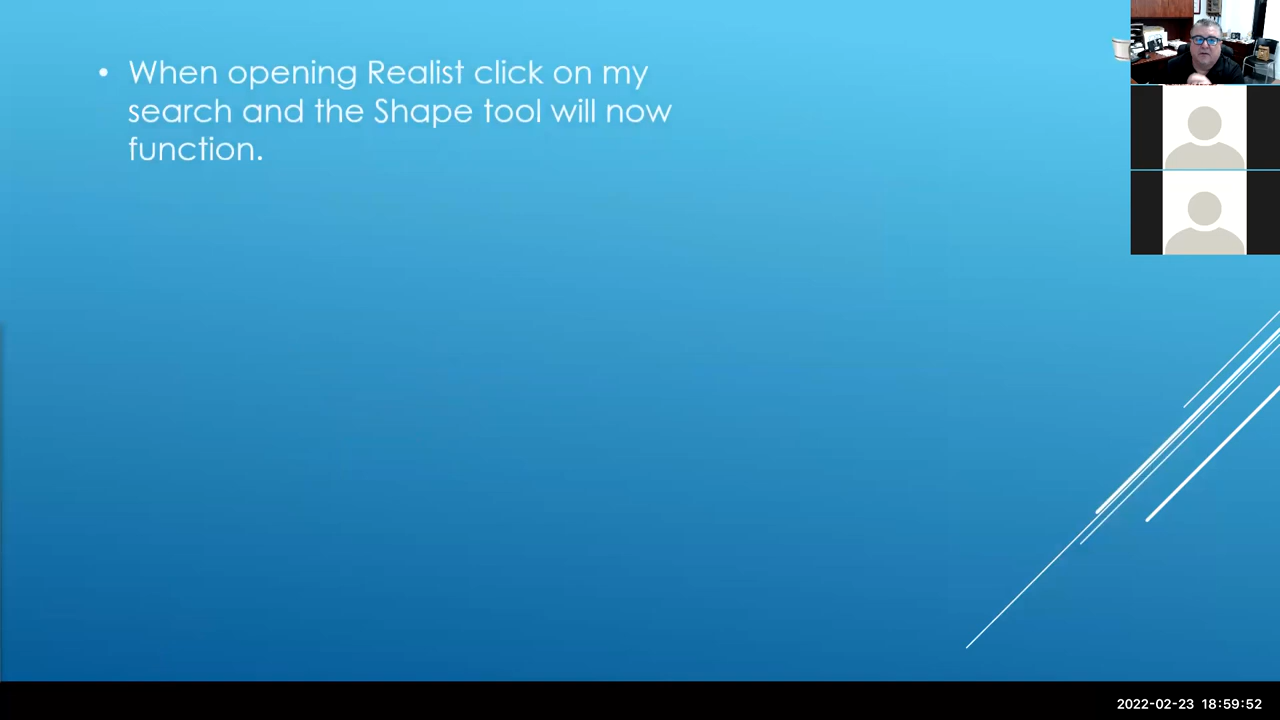 • When opening Realist click on my
search and the Shape tool will now
function.
2022-02-23 18:59:52